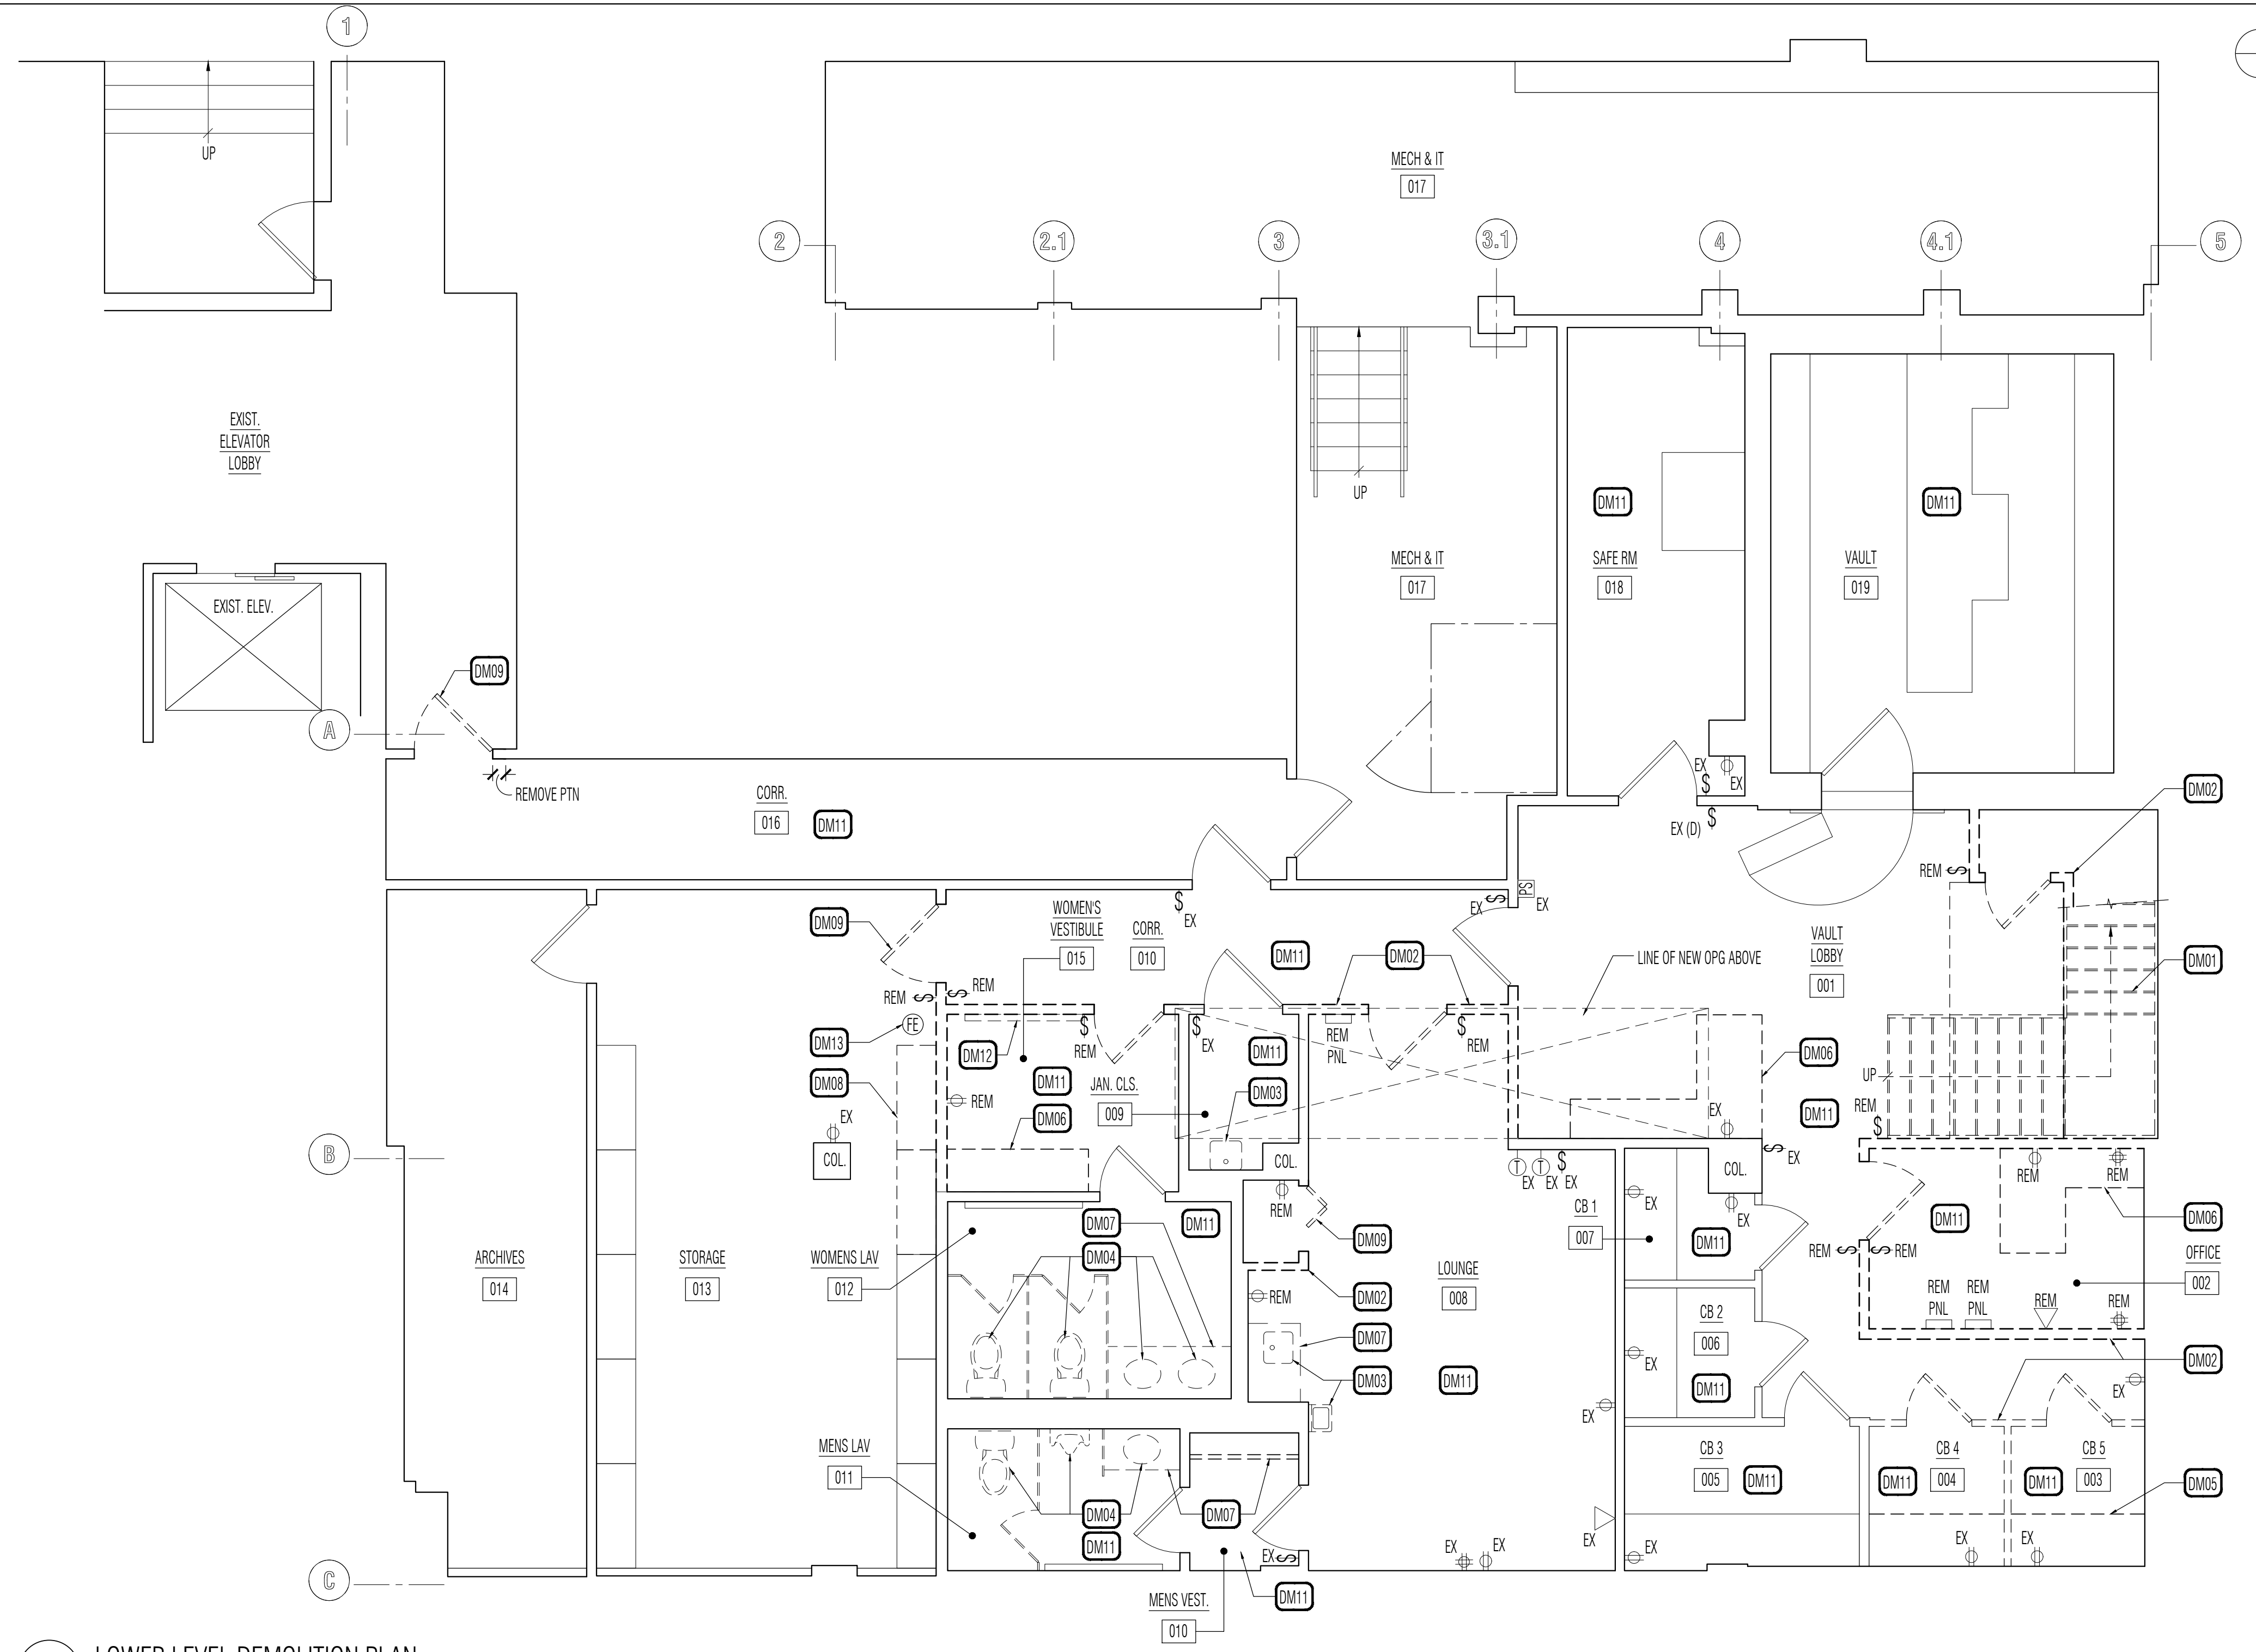 1
UP
MECH & IT
017
2
2.1
3
3.1
4
4.1
5
EXIST.
ELEVATOR
LOBBY
UP
DM11
DM11
MECH & IT
017
SAFE RM
018
VAULT
019
EXIST. ELEV.
DM09
A
REMOVE PTN
CORR.
016
DM11
EX
$
EX
EX (D)
$
DM02
REM
$
DM09
WOMEN'S
VESTIBULE
015
CORR.
010
$
EX
EX
$
PS
EX
DM11
DM02
LINE OF NEW OPG ABOVE
VAULT
LOBBY
001
DM01
REM
$
$
REM
FE
DM13
DM12
$
REM
$
EX
DM11
REM
PNL
$
REM
DM06
DM08
DM11
REM
DM06
JAN. CLS.
009
DM03
UP
REM
$
DM11
EX
EX
COL.
B
COL.
T
T
$
EX
EX
EX
COL.
$
EX
REM
REM
REM
DM07
DM11
DM04
CB 1
007
EX
EX
DM11
DM11
DM06
DM09
REM
$
$
REM
OFFICE
002
ARCHIVES
014
STORAGE
013
WOMENS LAV
012
LOUNGE
008
DM02
REM
REM
PNL
REM
PNL
REM
REM
DM07
CB 2
006
EX
DM11
DM02
DM03
DM11
EX
EX
MENS LAV
011
CB 3
005
DM11
CB 4
004
DM11
CB 5
003
DM11
DM05
DM04
DM11
DM07
EX
$
EX
EX
EX
EX
EX
EX
C
DM11
MENS VEST.
010
LOWER LEVEL DEMOLITION PLAN